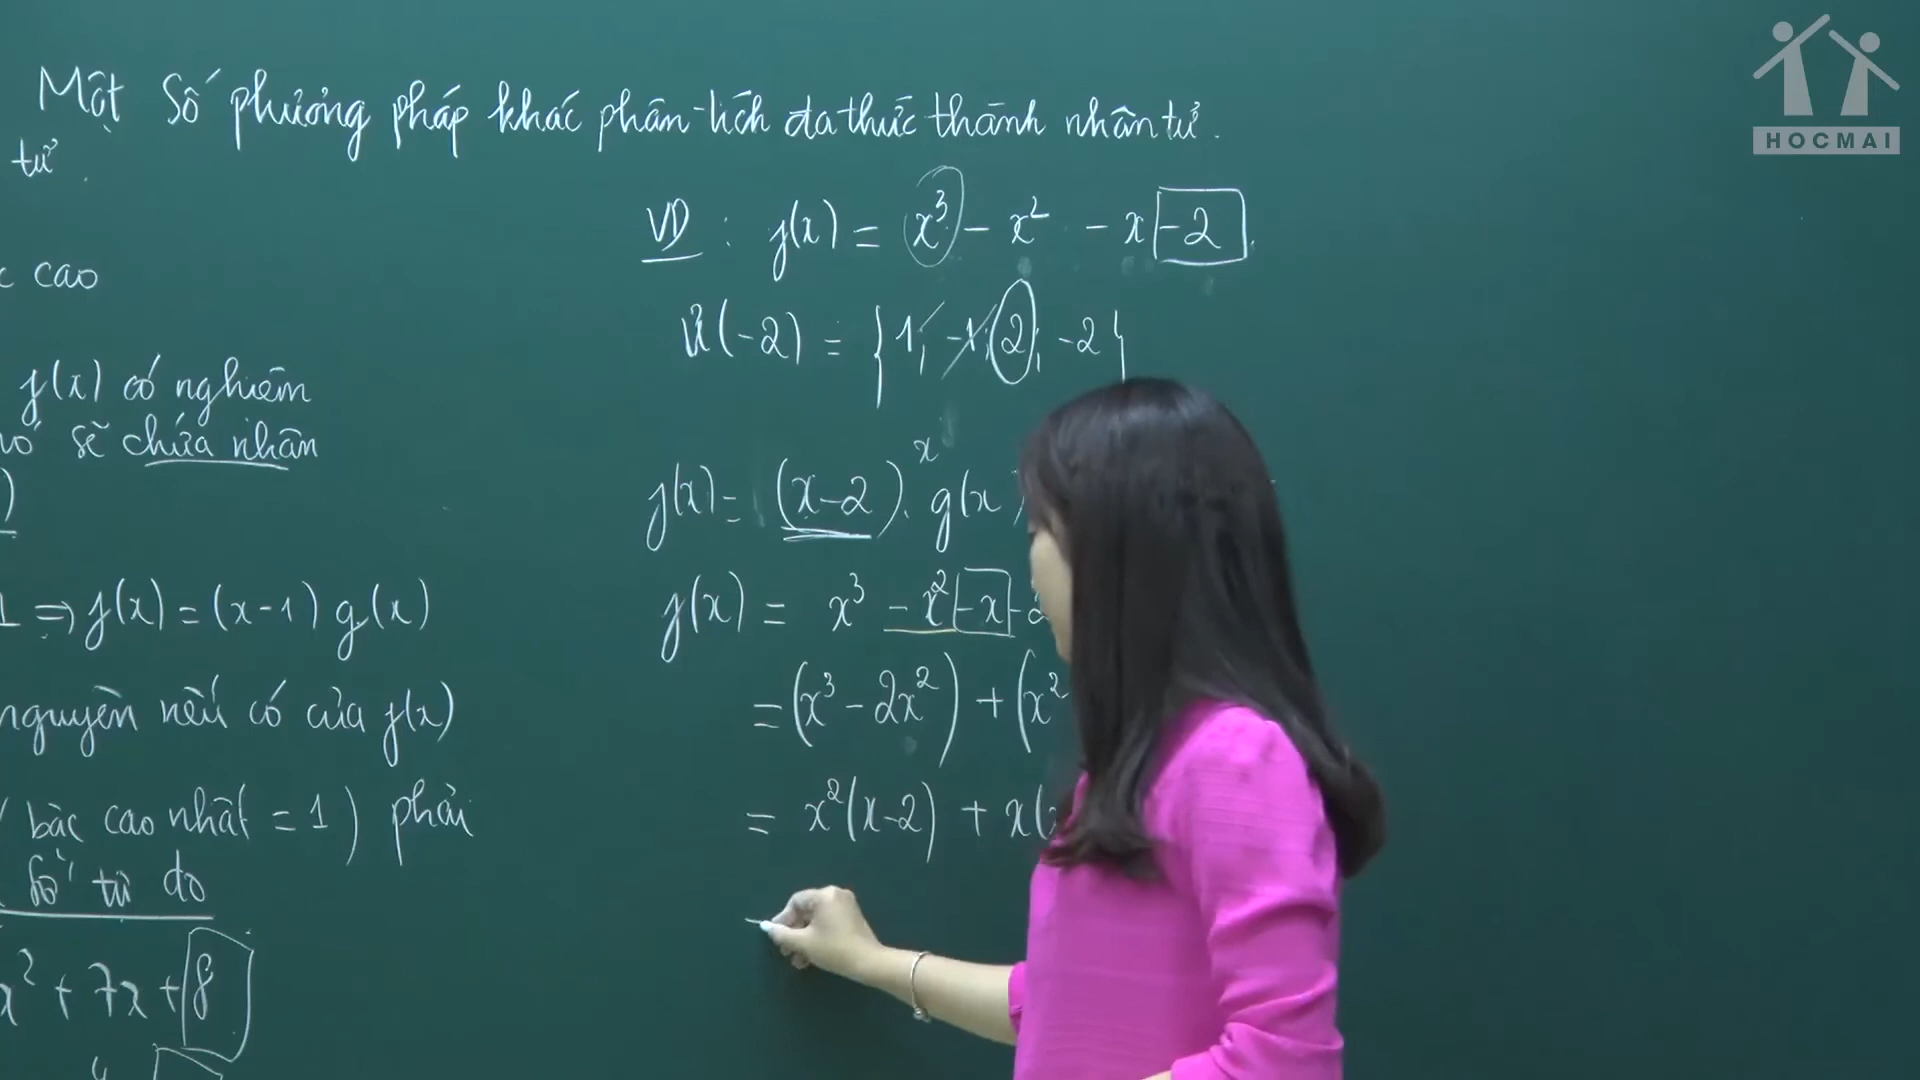 Một số phương pháp khác phân tích đa thức thành nhân tử.
tử.
cao
f(x) có nghiệm
sẽ chứa nhân
)
1 => f(x) = (x-1) g(x)
nguyên nếu có của f(x)
bậc cao nhất = 1) phải
số tự do
x² + 7x + 8
VD : f(x) = x³ - x² - x -2.
Ư(-2) = {1; -1; 2; -2}
x
f(x) = (x-2). g(x)
f(x) = x³ - x² - x - 2
= (x³ - 2x²) + (x²
= x²(x-2) + x(
HOCMAI